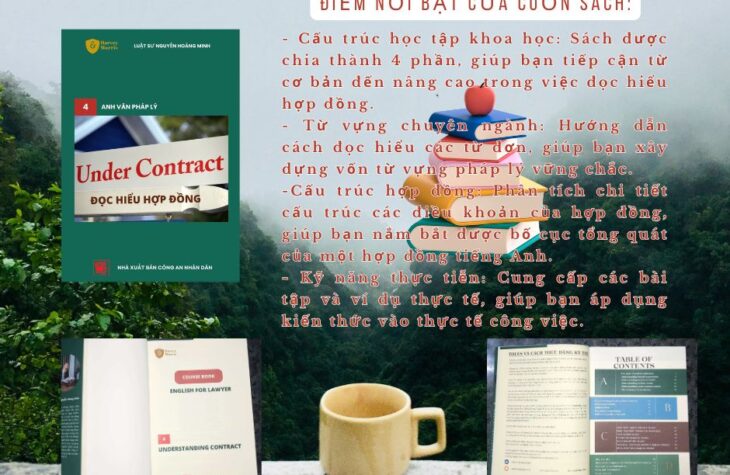 ĐIỂM NỔI BẬT CỦA CUỐN SÁCH:
Harvey
Morris
LUẬT SƯ NGUYỄN HOÀNG MINH
4 ANH VĂN PHÁP LÝ
Under Contract
ĐỌC HIỂU HỢP ĐỒNG
NHÀ XUẤT BẢN CÔNG AN NHÂN DÂN
- Cấu trúc học tập khoa học: Sách được
chia thành 4 phần, giúp bạn tiếp cận từ
cơ bản đến nâng cao trong việc đọc hiểu
hợp đồng.
- Từ vựng chuyên ngành: Hướng dẫn
cách đọc hiểu các từ đơn, giúp bạn xây
dựng vốn từ vựng pháp lý vững chắc.
-Cấu trúc hợp đồng: Phân tích chi tiết
cấu trúc các điều khoản của hợp đồng,
giúp bạn nắm bắt được bố cục tổng quát
của một hợp đồng tiếng Anh.
- Kỹ năng thực tiễn: Cung cấp các bài
tập và ví dụ thực tế, giúp bạn áp dụng
kiến thức vào thực tế công việc.
COURSE BOOK
ENGLISH FOR LAWYER
4
UNDERSTANDING CONTRACT
TABLE OF
CONTENTS
A
B
C